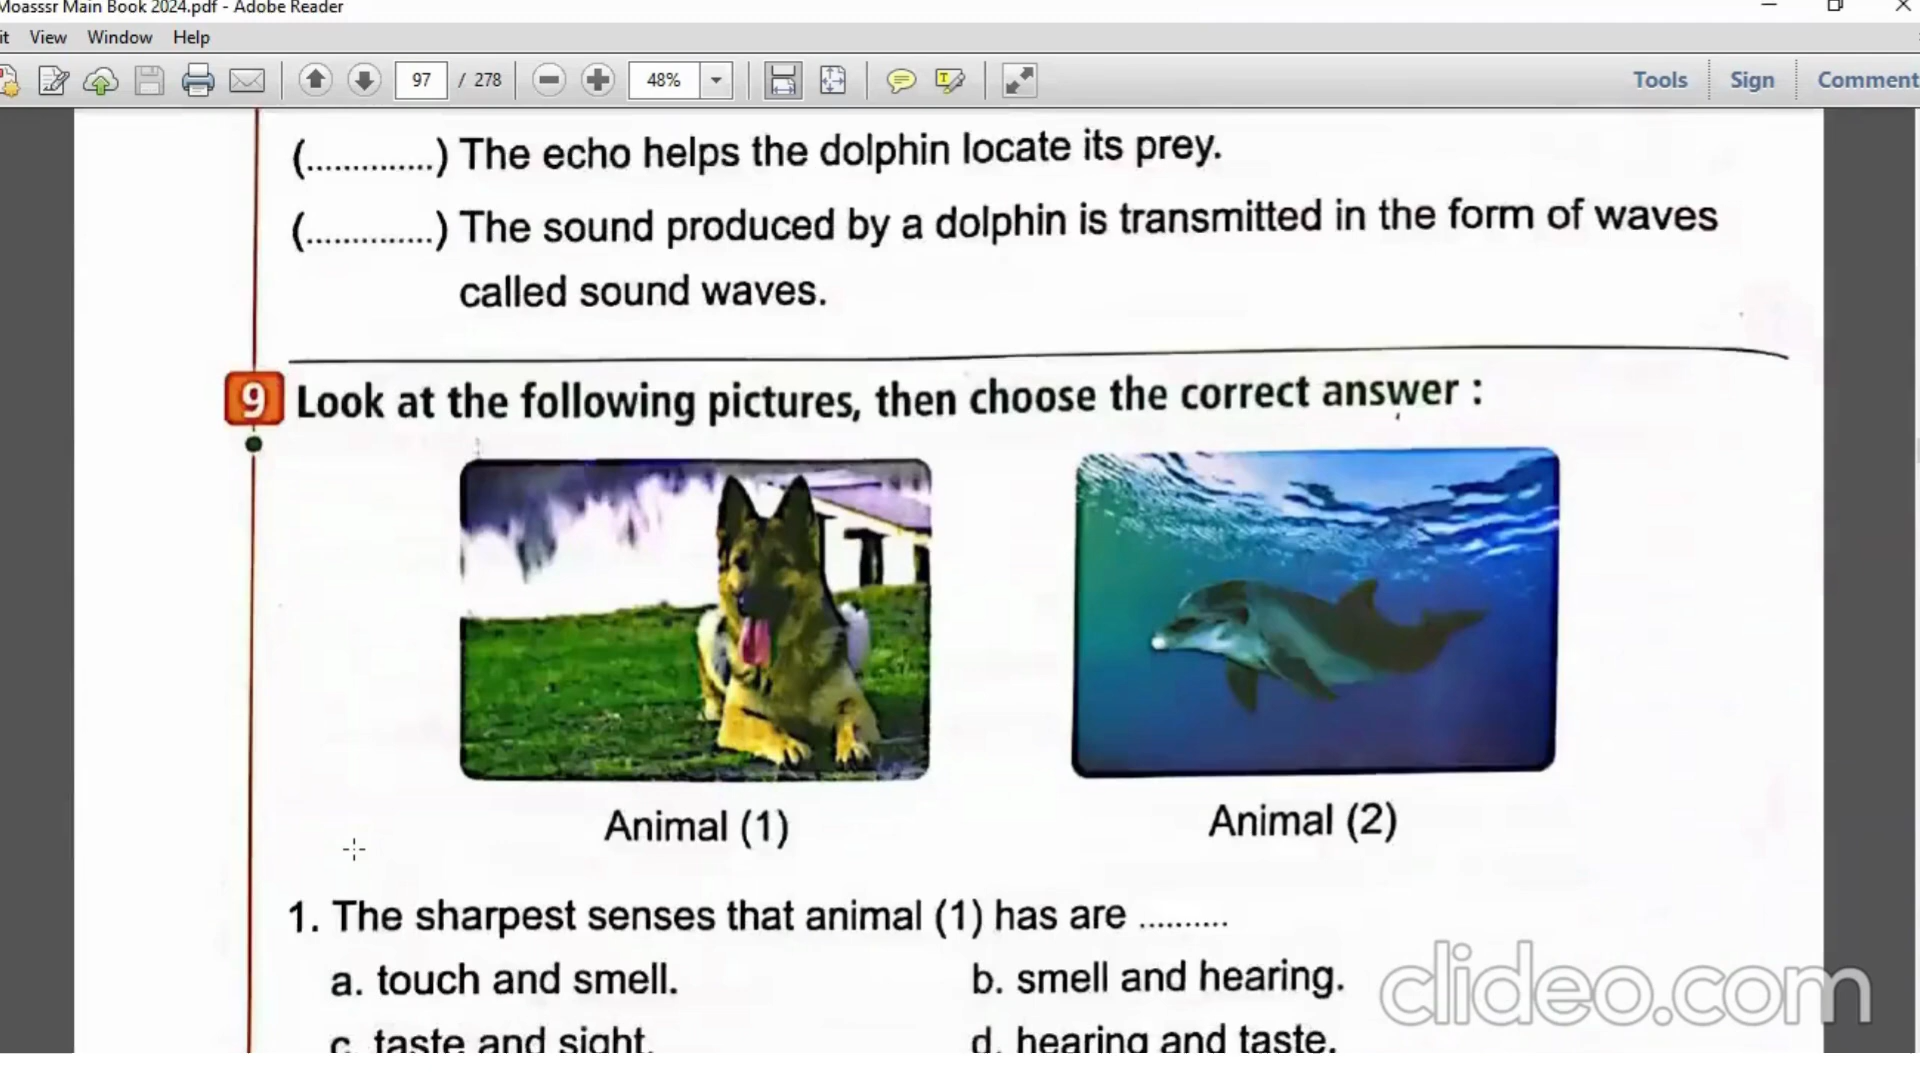 Moasssr Main Book 2024.pdf - Adobe Reader
it View Window Help
97 / 278 48% Tools Sign Comment
(.............) The echo helps the dolphin locate its prey.
(.............) The sound produced by a dolphin is transmitted in the form of waves
called sound waves.
9 Look at the following pictures, then choose the correct answer :
Animal (1) Animal (2)
1. The sharpest senses that animal (1) has are ..........
a. touch and smell. b. smell and hearing.
c. taste and sight. d. hearing and taste.
clideo.com